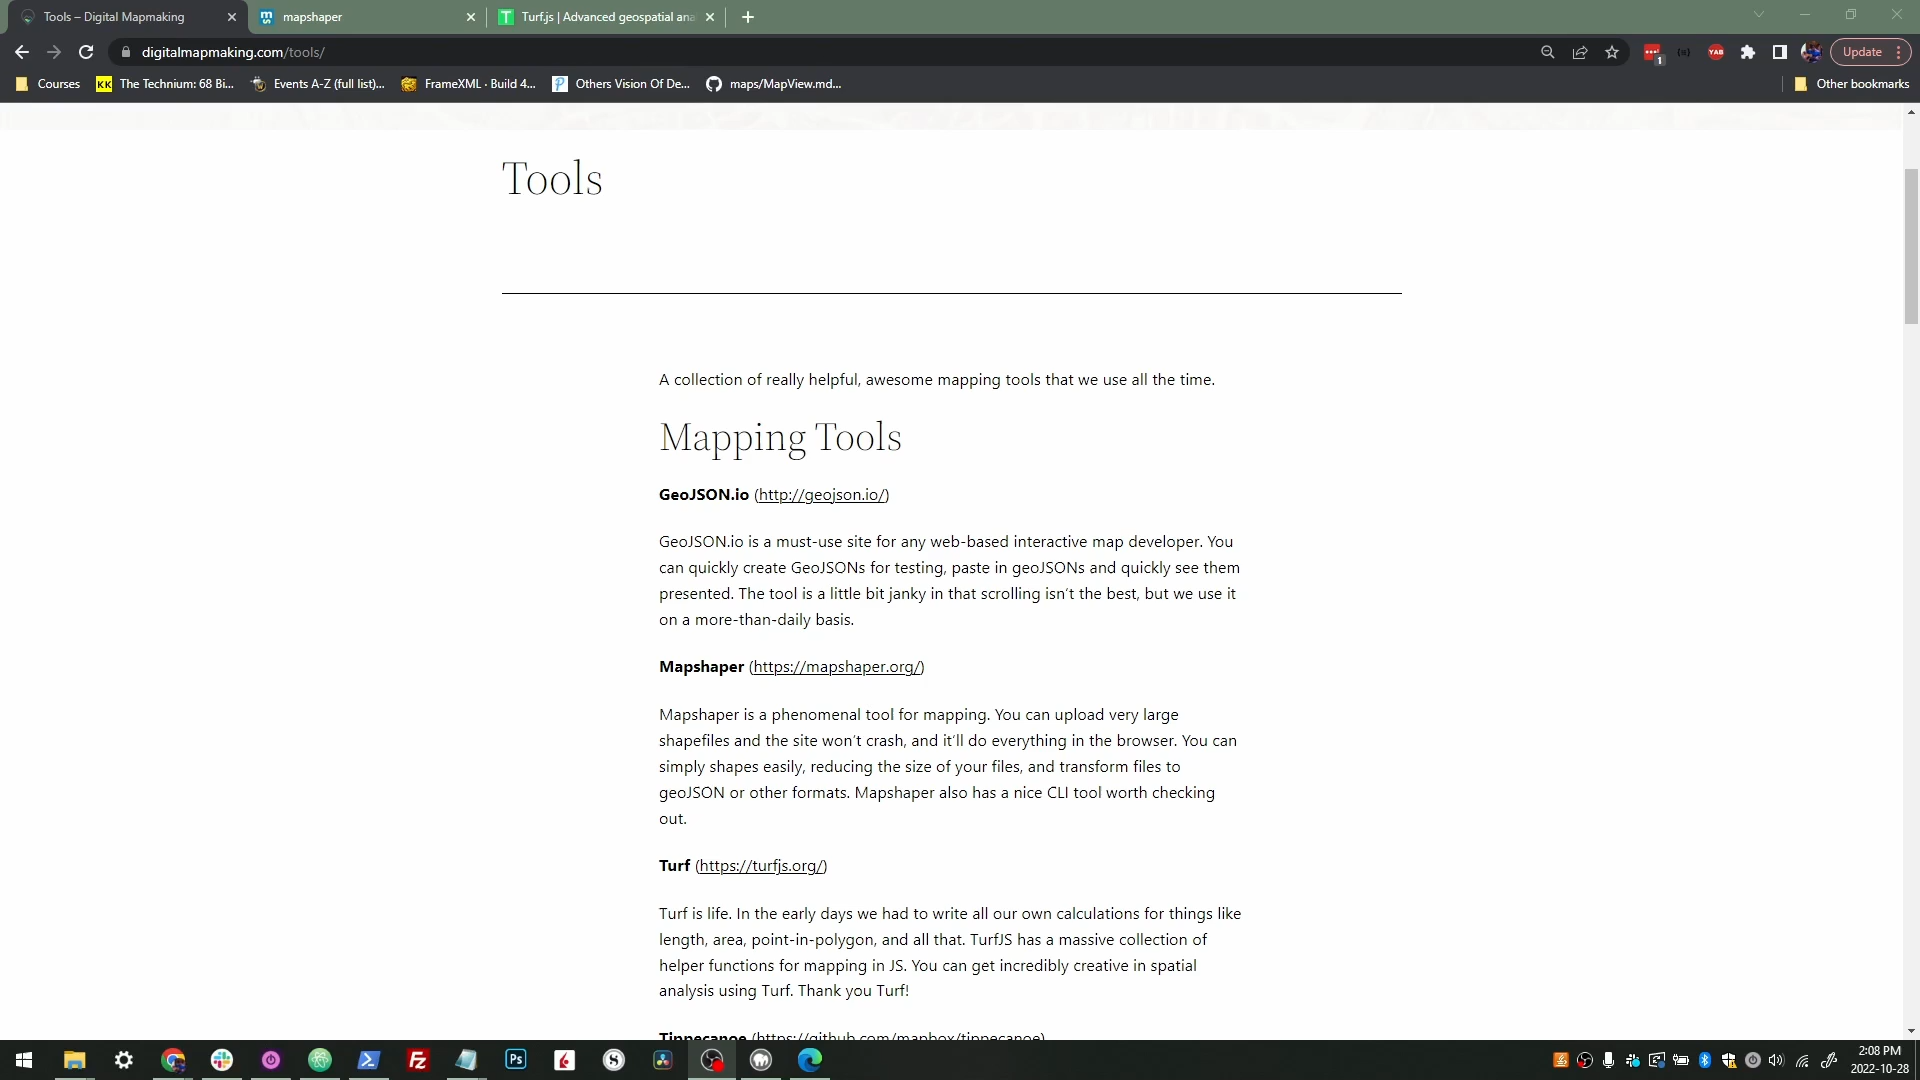 Tools – Digital Mapmaking
mapshaper
Turf.js | Advanced geospatial ana
digitalmapmaking.com/tools/
Update
1
Courses
KK The Technium: 68 Bi...
Events A-Z (full list)...
FrameXML · Build 4...
Others Vision Of De...
maps/MapView.md...
Other bookmarks
Tools
A collection of really helpful, awesome mapping tools that we use all the time.
Mapping Tools
GeoJSON.io (http://geojson.io/)
GeoJSON.io is a must-use site for any web-based interactive map developer. You
can quickly create GeoJSONs for testing, paste in geoJSONs and quickly see them
presented. The tool is a little bit janky in that scrolling isn't the best, but we use it
on a more-than-daily basis.
Mapshaper (https://mapshaper.org/)
Mapshaper is a phenomenal tool for mapping. You can upload very large
shapefiles and the site won't crash, and it'll do everything in the browser. You can
simply shapes easily, reducing the size of your files, and transform files to
geoJSON or other formats. Mapshaper also has a nice CLI tool worth checking
out.
Turf (https://turfjs.org/)
Turf is life. In the early days we had to write all our own calculations for things like
length, area, point-in-polygon, and all that. TurfJS has a massive collection of
helper functions for mapping in JS. You can get incredibly creative in spatial
analysis using Turf. Thank you Turf!
Tippecanoe (https://github.com/mapbox/tippecanoe)
2:08 PM
2022-10-28